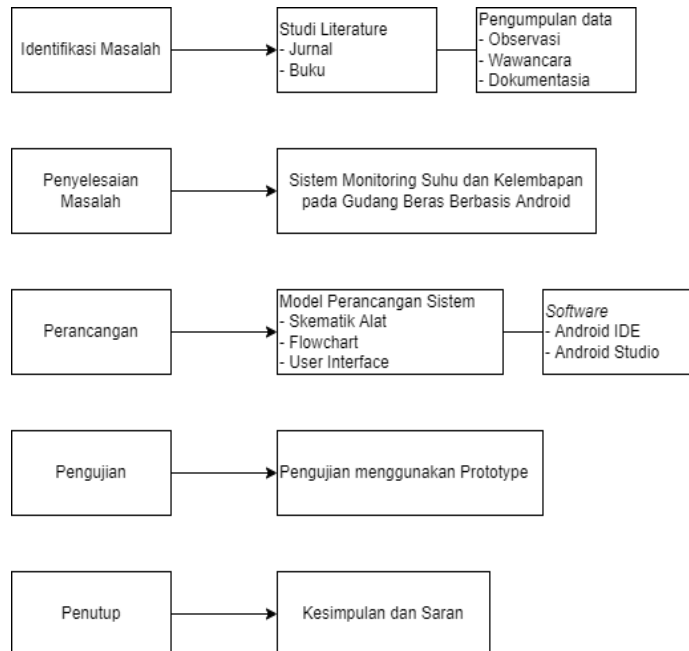 Identifikasi Masalah
Studi Literature
- Jurnal
- Buku
Pengumpulan data
- Observasi
- Wawancara
- Dokumentasia
Penyelesaian
Masalah
Sistem Monitoring Suhu dan Kelembapan
pada Gudang Beras Berbasis Android
Perancangan
Model Perancangan Sistem
- Skematik Alat
- Flowchart
- User Interface
Software
- Android IDE
- Android Studio
Pengujian
Pengujian menggunakan Prototype
Penutup
Kesimpulan dan Saran